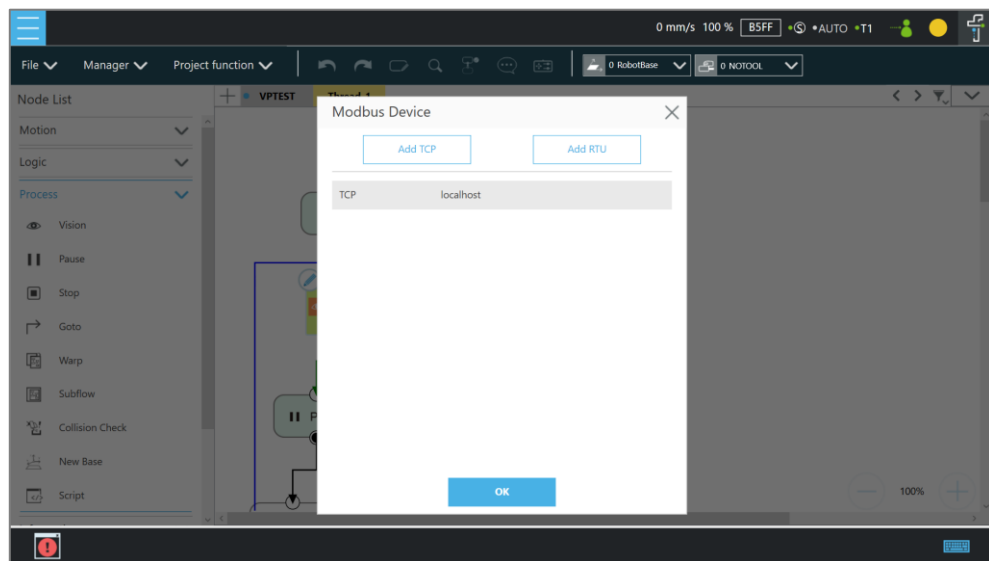 0 mm/s 100 % B5FF •Ⓢ •AUTO •T1
File Manager Project function 0 RobotBase 0 NOTOOL
Node List
VPTEST Thread_1
Motion
Logic
Process
Vision
Pause
Stop
Goto
Warp
Subflow
Collision Check
New Base
Script
Modbus Device
Add TCP Add RTU
TCP localhost
OK
P
100%